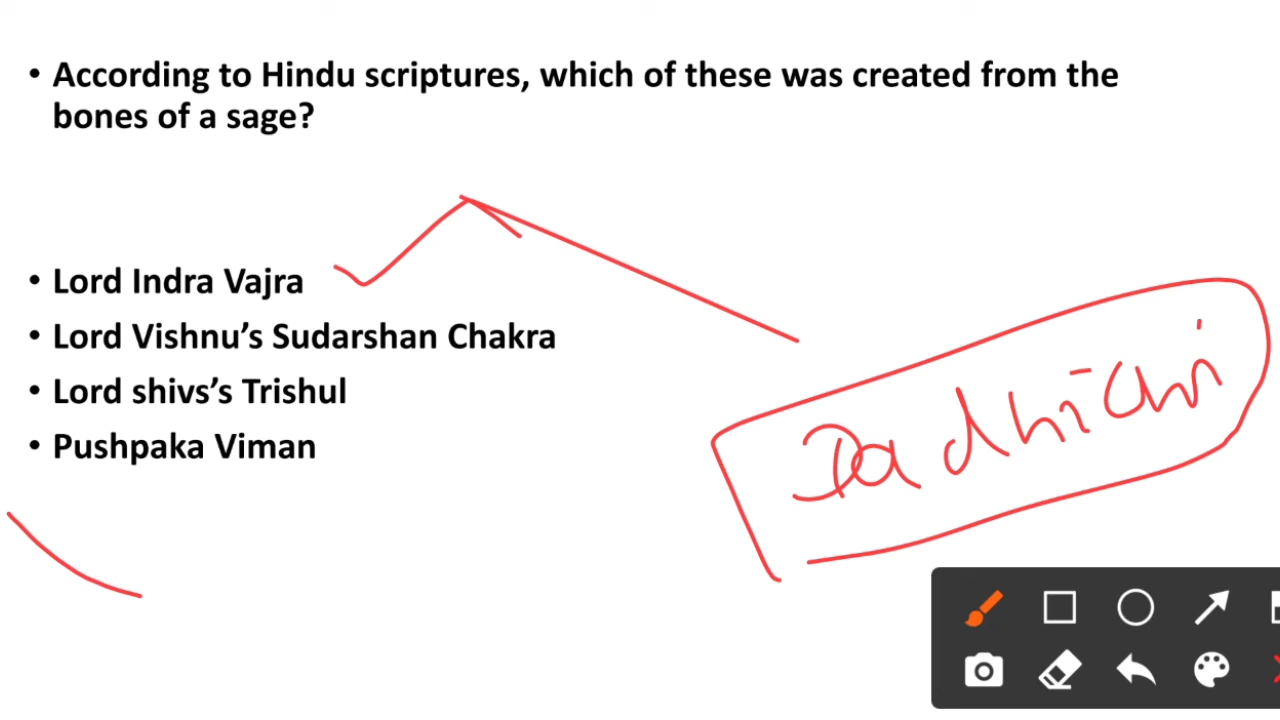 • According to Hindu scriptures, which of these was created from the
bones of a sage?
• Lord Indra Vajra
• Lord Vishnu’s Sudarshan Chakra
• Lord shivs’s Trishul
• Pushpaka Viman
Dadhichi